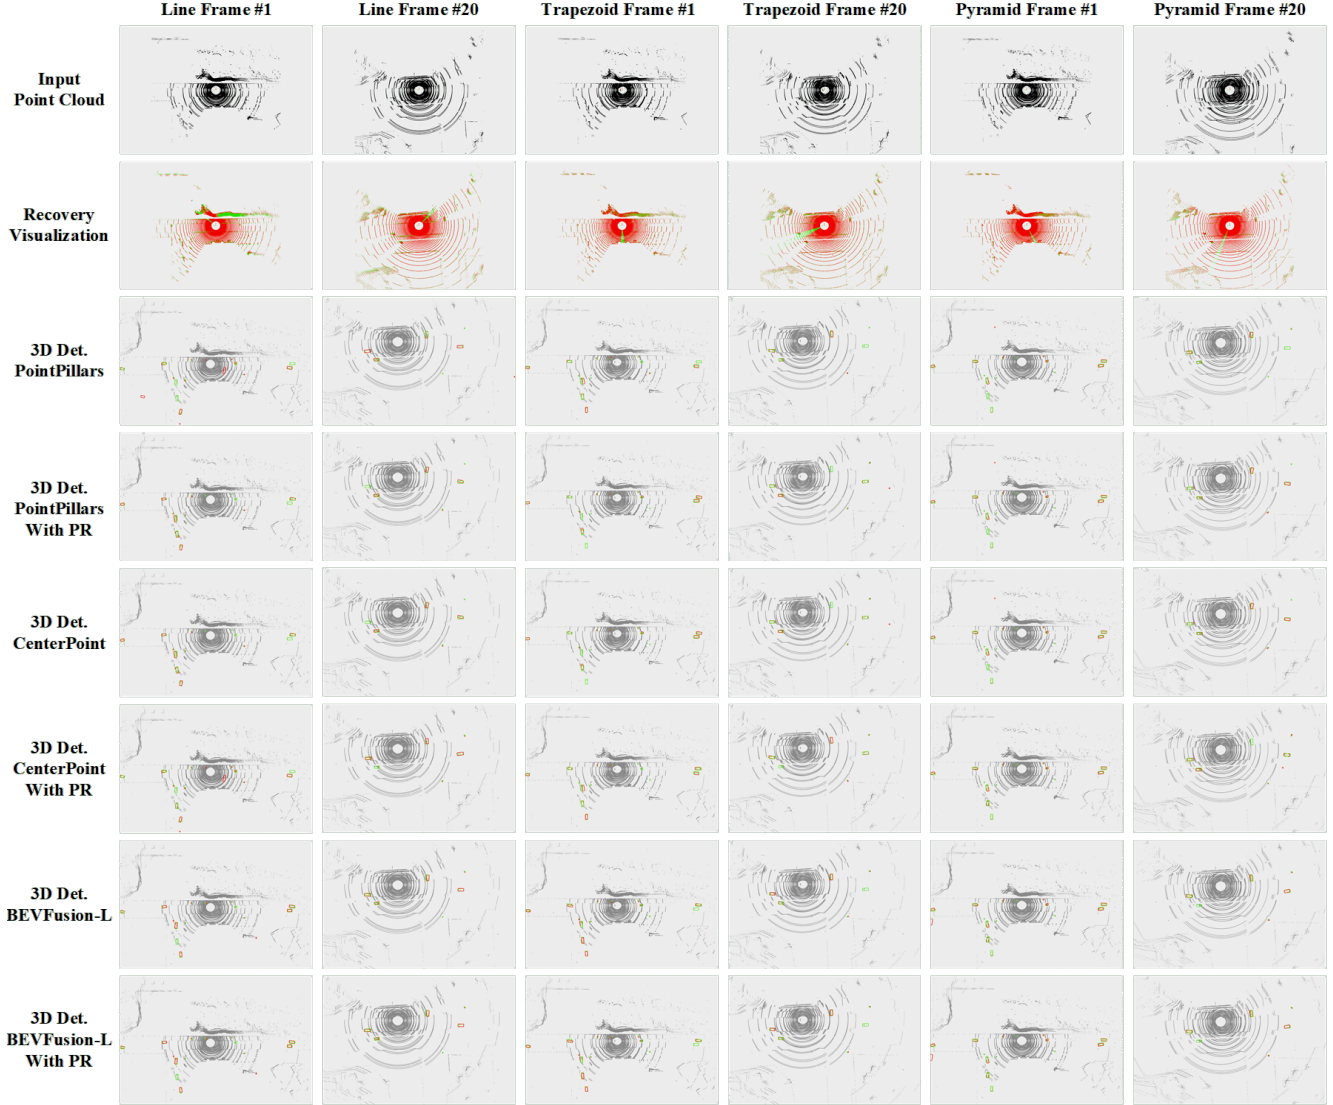 Line Frame #1 Line Frame #20 Trapezoid Frame #1 Trapezoid Frame #20 Pyramid Frame #1 Pyramid Frame #20
Input
Point Cloud
Recovery
Visualization
3D Det.
PointPillars
3D Det.
PointPillars
With PR
3D Det.
CenterPoint
3D Det.
CenterPoint
With PR
3D Det.
BEVFusion-L
3D Det.
BEVFusion-L
With PR